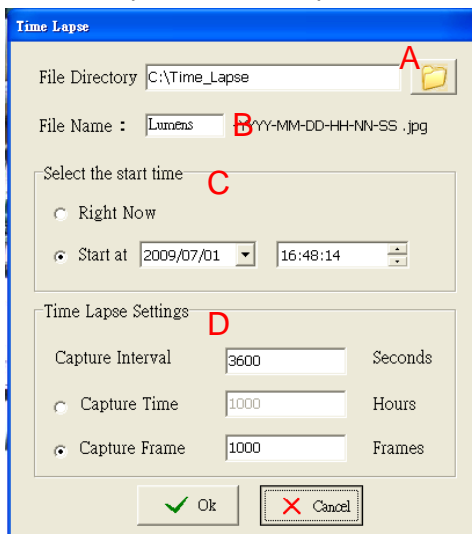 Time Lapse
A
File Directory C:\Time_Lapse
File Name : Lumens B YYYY-MM-DD-HH-NN-SS .jpg
Select the start time C
Right Now
Start at 2009/07/01 16:48:14
Time Lapse Settings D
Capture Interval 3600 Seconds
Capture Time 1000 Hours
Capture Frame 1000 Frames
Ok Cancel